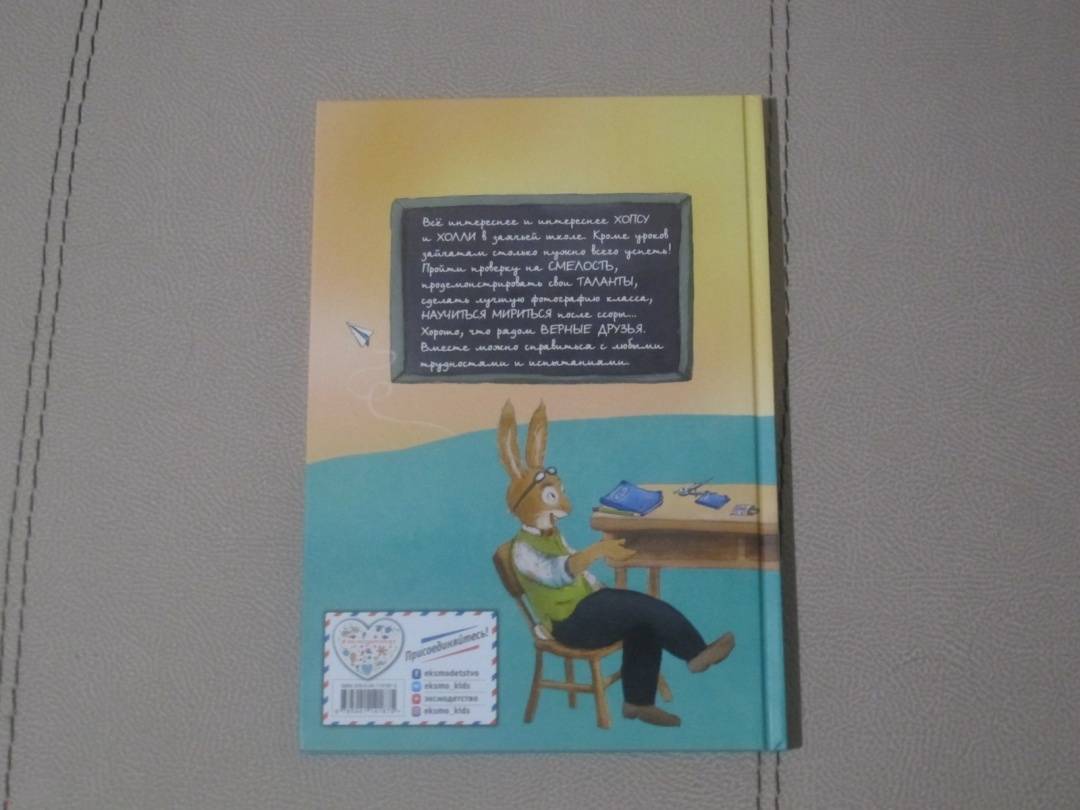 Всё интереснее и интереснее ХОПСУ
и ХОЛЛИ в заячьей школе. Кроме уроков
зайчатам столько нужно всего успеть!
Пройти проверку на СМЕЛОСТЬ,
продемонстрировать свои ТАЛАНТЫ,
сделать лучшую фотографию класса,
НАУЧИТЬСЯ МИРИТЬСЯ после ссоры...
Хорошо, что рядом ВЕРНЫЕ ДРУЗЬЯ.
Вместе можно справиться с любыми
трудностями и испытаниями.
Присоединяйтесь!
eksmodetstvo
eksmo_kids
эксмодетство
eksmo_kids